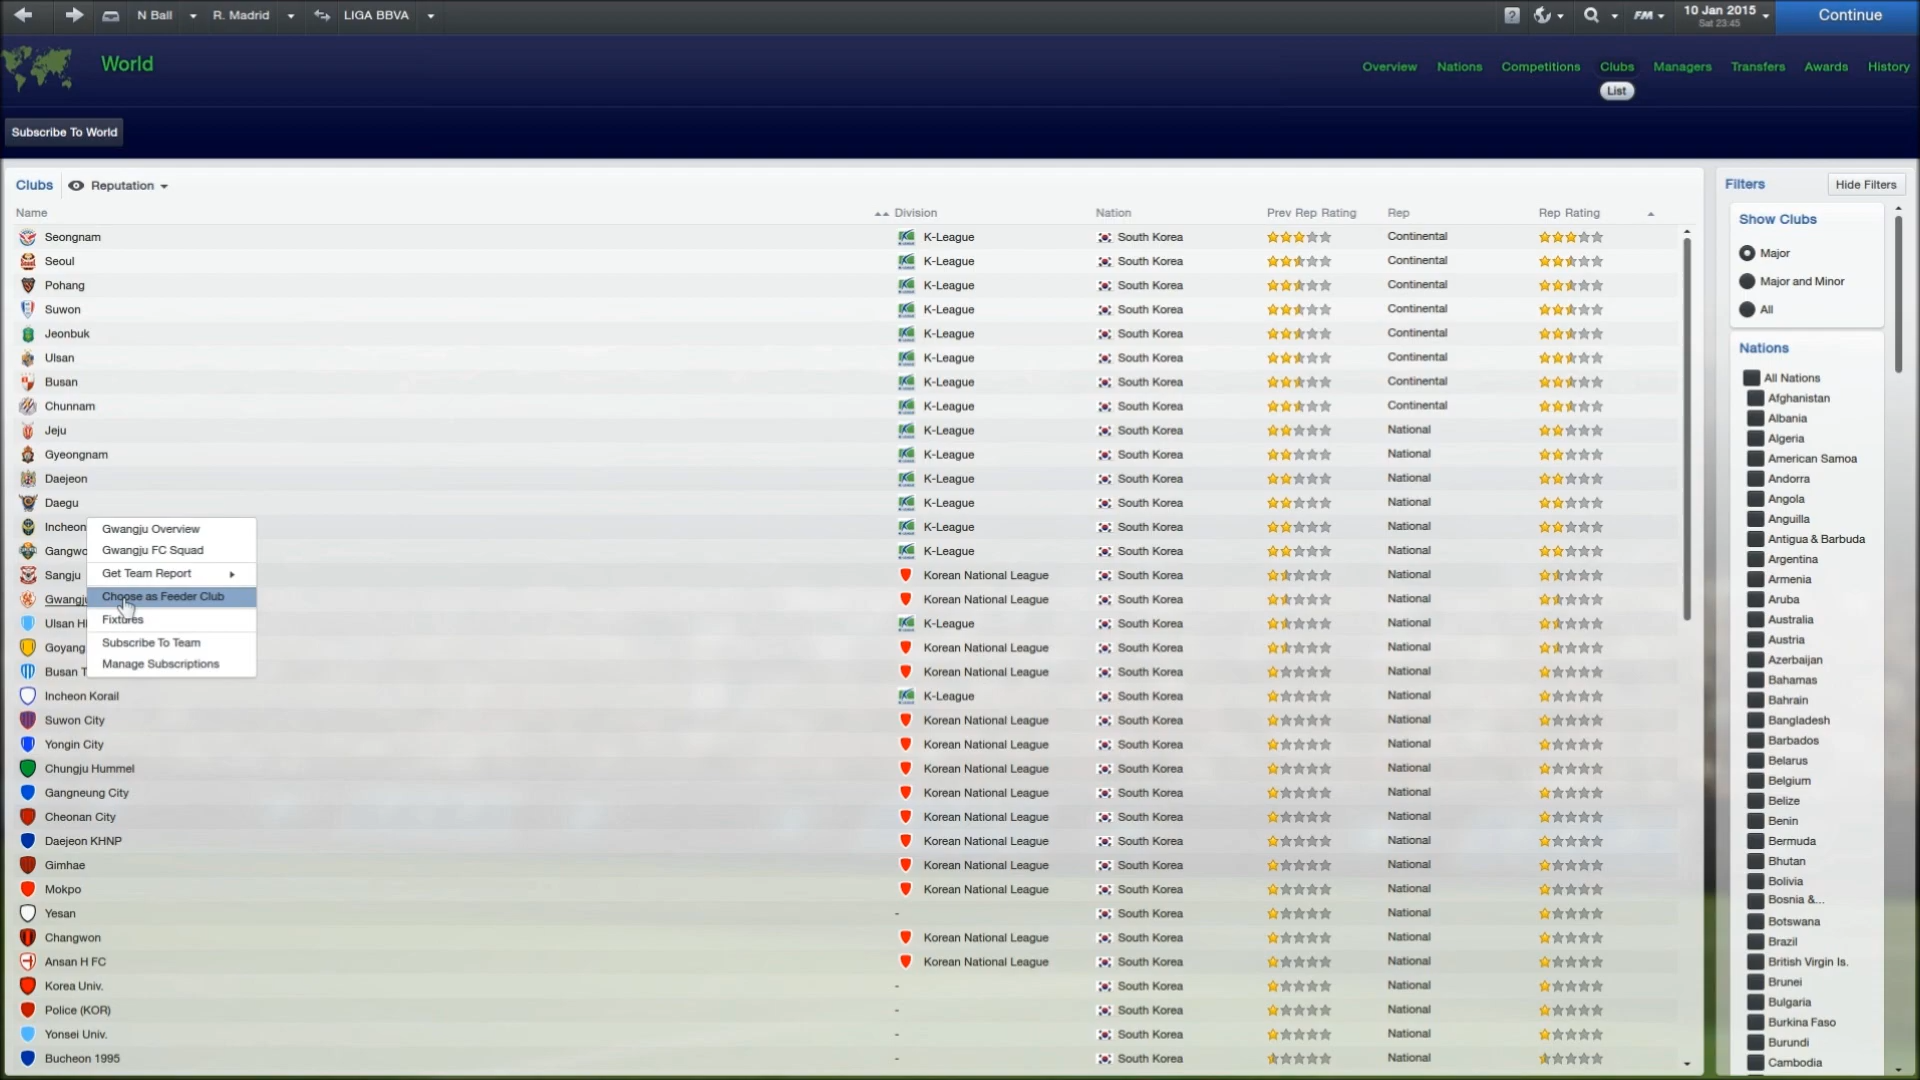 N Ball R. Madrid LIGA BBVA ? FM 10 Jan 2015 Continue
Sat 23:45
World Overview Nations Competitions Clubs Managers Transfers Awards History
List
Subscribe To World
Clubs Reputation
Name Division Nation Prev Rep Rating Rep Rep Rating
Seongnam K-League South Korea Continental
Seoul K-League South Korea Continental
Pohang K-League South Korea Continental
Suwon K-League South Korea Continental
Jeonbuk K-League South Korea Continental
Ulsan K-League South Korea Continental
Busan K-League South Korea Continental
Chunnam K-League South Korea Continental
Jeju K-League South Korea National
Gyeongnam K-League South Korea National
Daejeon K-League South Korea National
Daegu K-League South Korea National
Incheon K-League South Korea National
Gangwo K-League South Korea National
Sangju Korean National League South Korea National
Gwangju Korean National League South Korea National
Ulsan Hi K-League South Korea National
Goyang Korean National League South Korea National
Busan T Korean National League South Korea National
Incheon Korail K-League South Korea National
Suwon City Korean National League South Korea National
Yongin City Korean National League South Korea National
Chungju Hummel Korean National League South Korea National
Gangneung City Korean National League South Korea National
Cheonan City Korean National League South Korea National
Daejeon KHNP Korean National League South Korea National
Gimhae Korean National League South Korea National
Mokpo Korean National League South Korea National
Yesan - South Korea National
Changwon Korean National League South Korea National
Ansan H FC Korean National League South Korea National
Korea Univ. - South Korea National
Police (KOR) - South Korea National
Yonsei Univ. - South Korea National
Bucheon 1995 - South Korea National
Gwangju Overview
Gwangju FC Squad
Get Team Report
Choose as Feeder Club
Fixtures
Subscribe To Team
Manage Subscriptions
Filters Hide Filters
Show Clubs
Major
Major and Minor
All
Nations
All Nations
Afghanistan
Albania
Algeria
American Samoa
Andorra
Angola
Anguilla
Antigua & Barbuda
Argentina
Armenia
Aruba
Australia
Austria
Azerbaijan
Bahamas
Bahrain
Bangladesh
Barbados
Belarus
Belgium
Belize
Benin
Bermuda
Bhutan
Bolivia
Bosnia &...
Botswana
Brazil
British Virgin Is.
Brunei
Bulgaria
Burkina Faso
Burundi
Cambodia